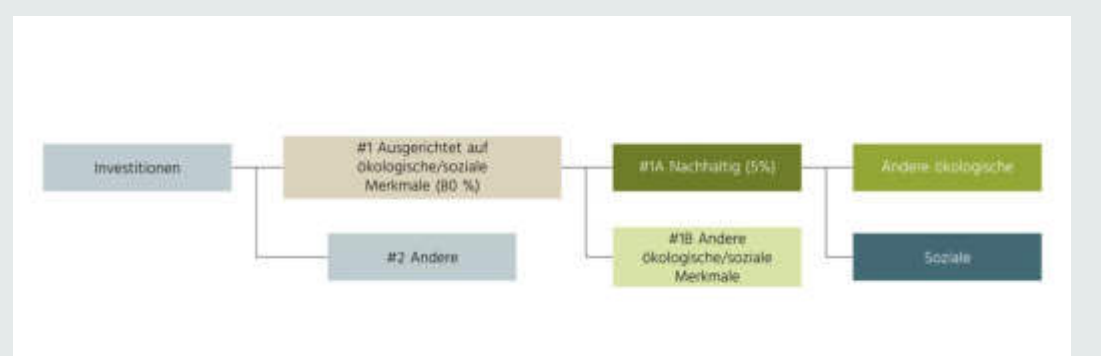 Investitionen
#1 Ausgerichtet auf
ökologische/soziale
Merkmale (80 %)
#1A Nachhaltig (5%)
Andere ökologische
#2 Andere
#1B Andere
ökologische/soziale
Merkmale
Soziale